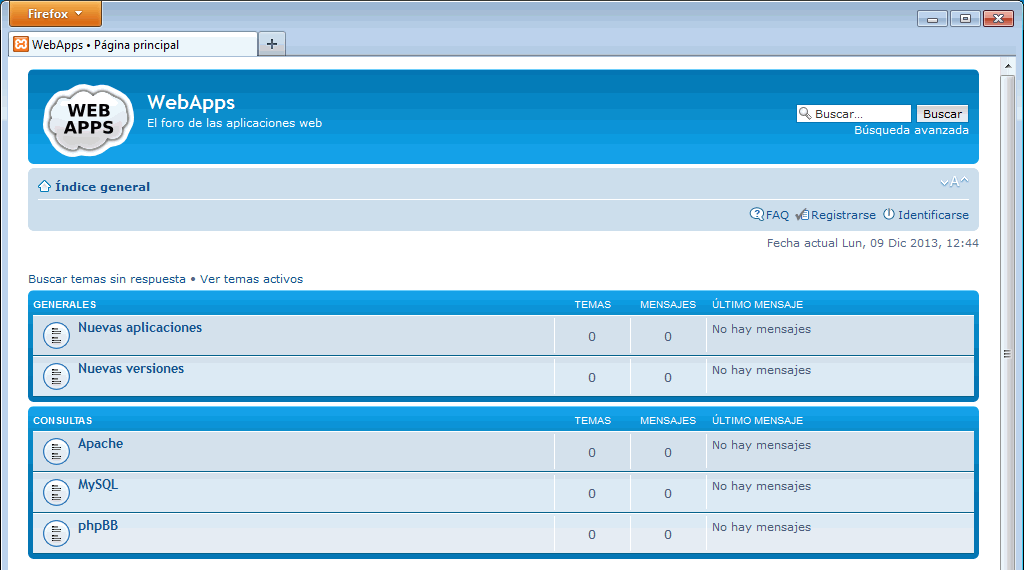 Firefox
WebApps • Página principal
WEB
APPS
WebApps
El foro de las aplicaciones web
Buscar... Buscar
Búsqueda avanzada
Índice general
A
FAQ Registrarse Identificarse
Fecha actual Lun, 09 Dic 2013, 12:44
Buscar temas sin respuesta • Ver temas activos
GENERALES TEMAS MENSAJES ÚLTIMO MENSAJE
Nuevas aplicaciones 0 0 No hay mensajes
Nuevas versiones 0 0 No hay mensajes
CONSULTAS TEMAS MENSAJES ÚLTIMO MENSAJE
Apache 0 0 No hay mensajes
MySQL 0 0 No hay mensajes
phpBB 0 0 No hay mensajes